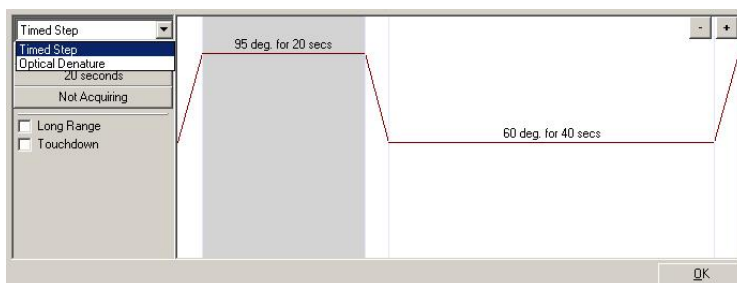 Timed Step
Timed Step
Optical Denature
20 seconds
Not Acquiring
Long Range
Touchdown
95 deg. for 20 secs
60 deg. for 40 secs
- +
OK